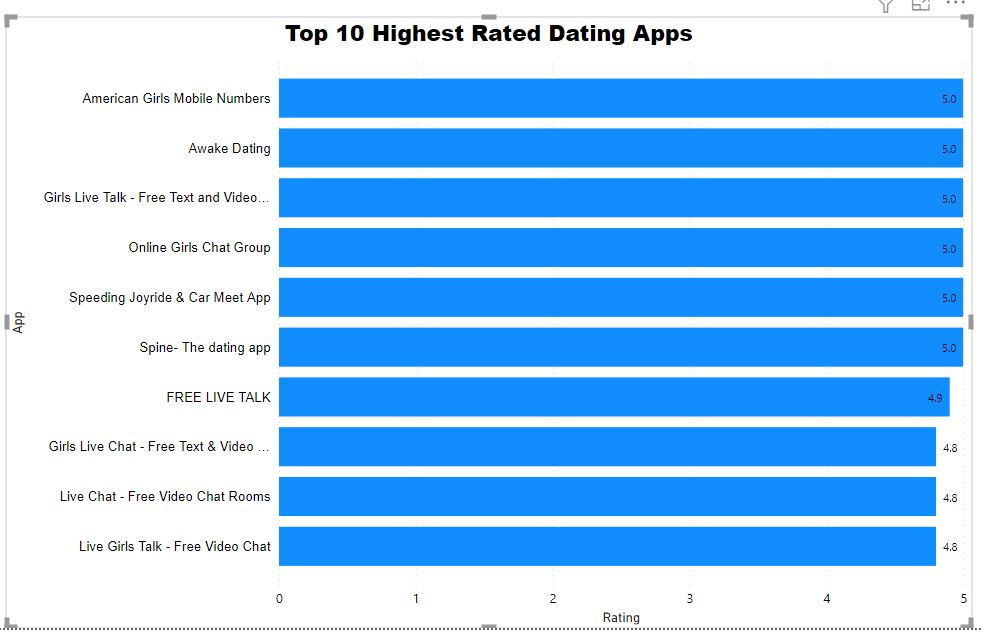 Top 10 Highest Rated Dating Apps
American Girls Mobile Numbers 5.0
Awake Dating 5.0
Girls Live Talk - Free Text and Video... 5.0
Online Girls Chat Group 5.0
Speeding Joyride & Car Meet App 5.0
Spine- The dating app 5.0
FREE LIVE TALK 4.9
Girls Live Chat - Free Text & Video ... 4.8
Live Chat - Free Video Chat Rooms 4.8
Live Girls Talk - Free Video Chat 4.8
App
0 1 2 3 4 5
Rating